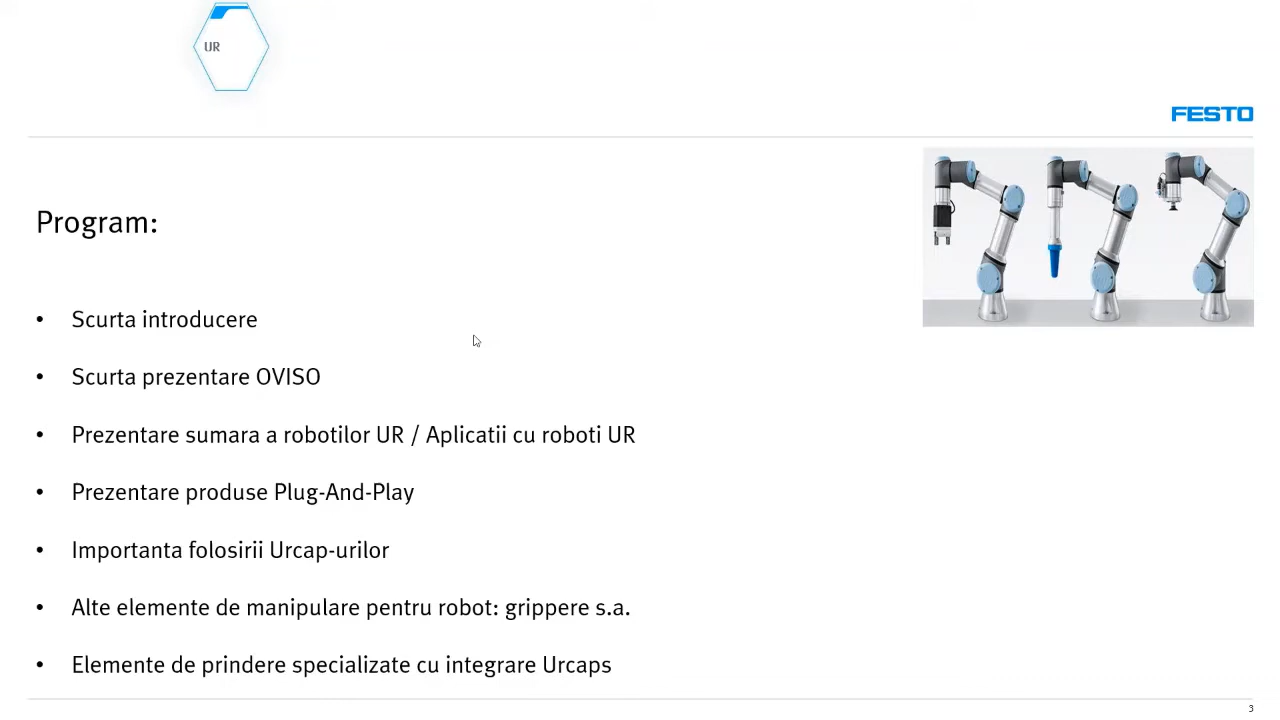 UR
FESTO
Program:
• Scurta introducere
• Scurta prezentare OVISO
• Prezentare sumara a robotilor UR / Aplicatii cu roboti UR
• Prezentare produse Plug-And-Play
• Importanta folosirii Urcap-urilor
• Alte elemente de manipulare pentru robot: grippere s.a.
• Elemente de prindere specializate cu integrare Urcaps
3